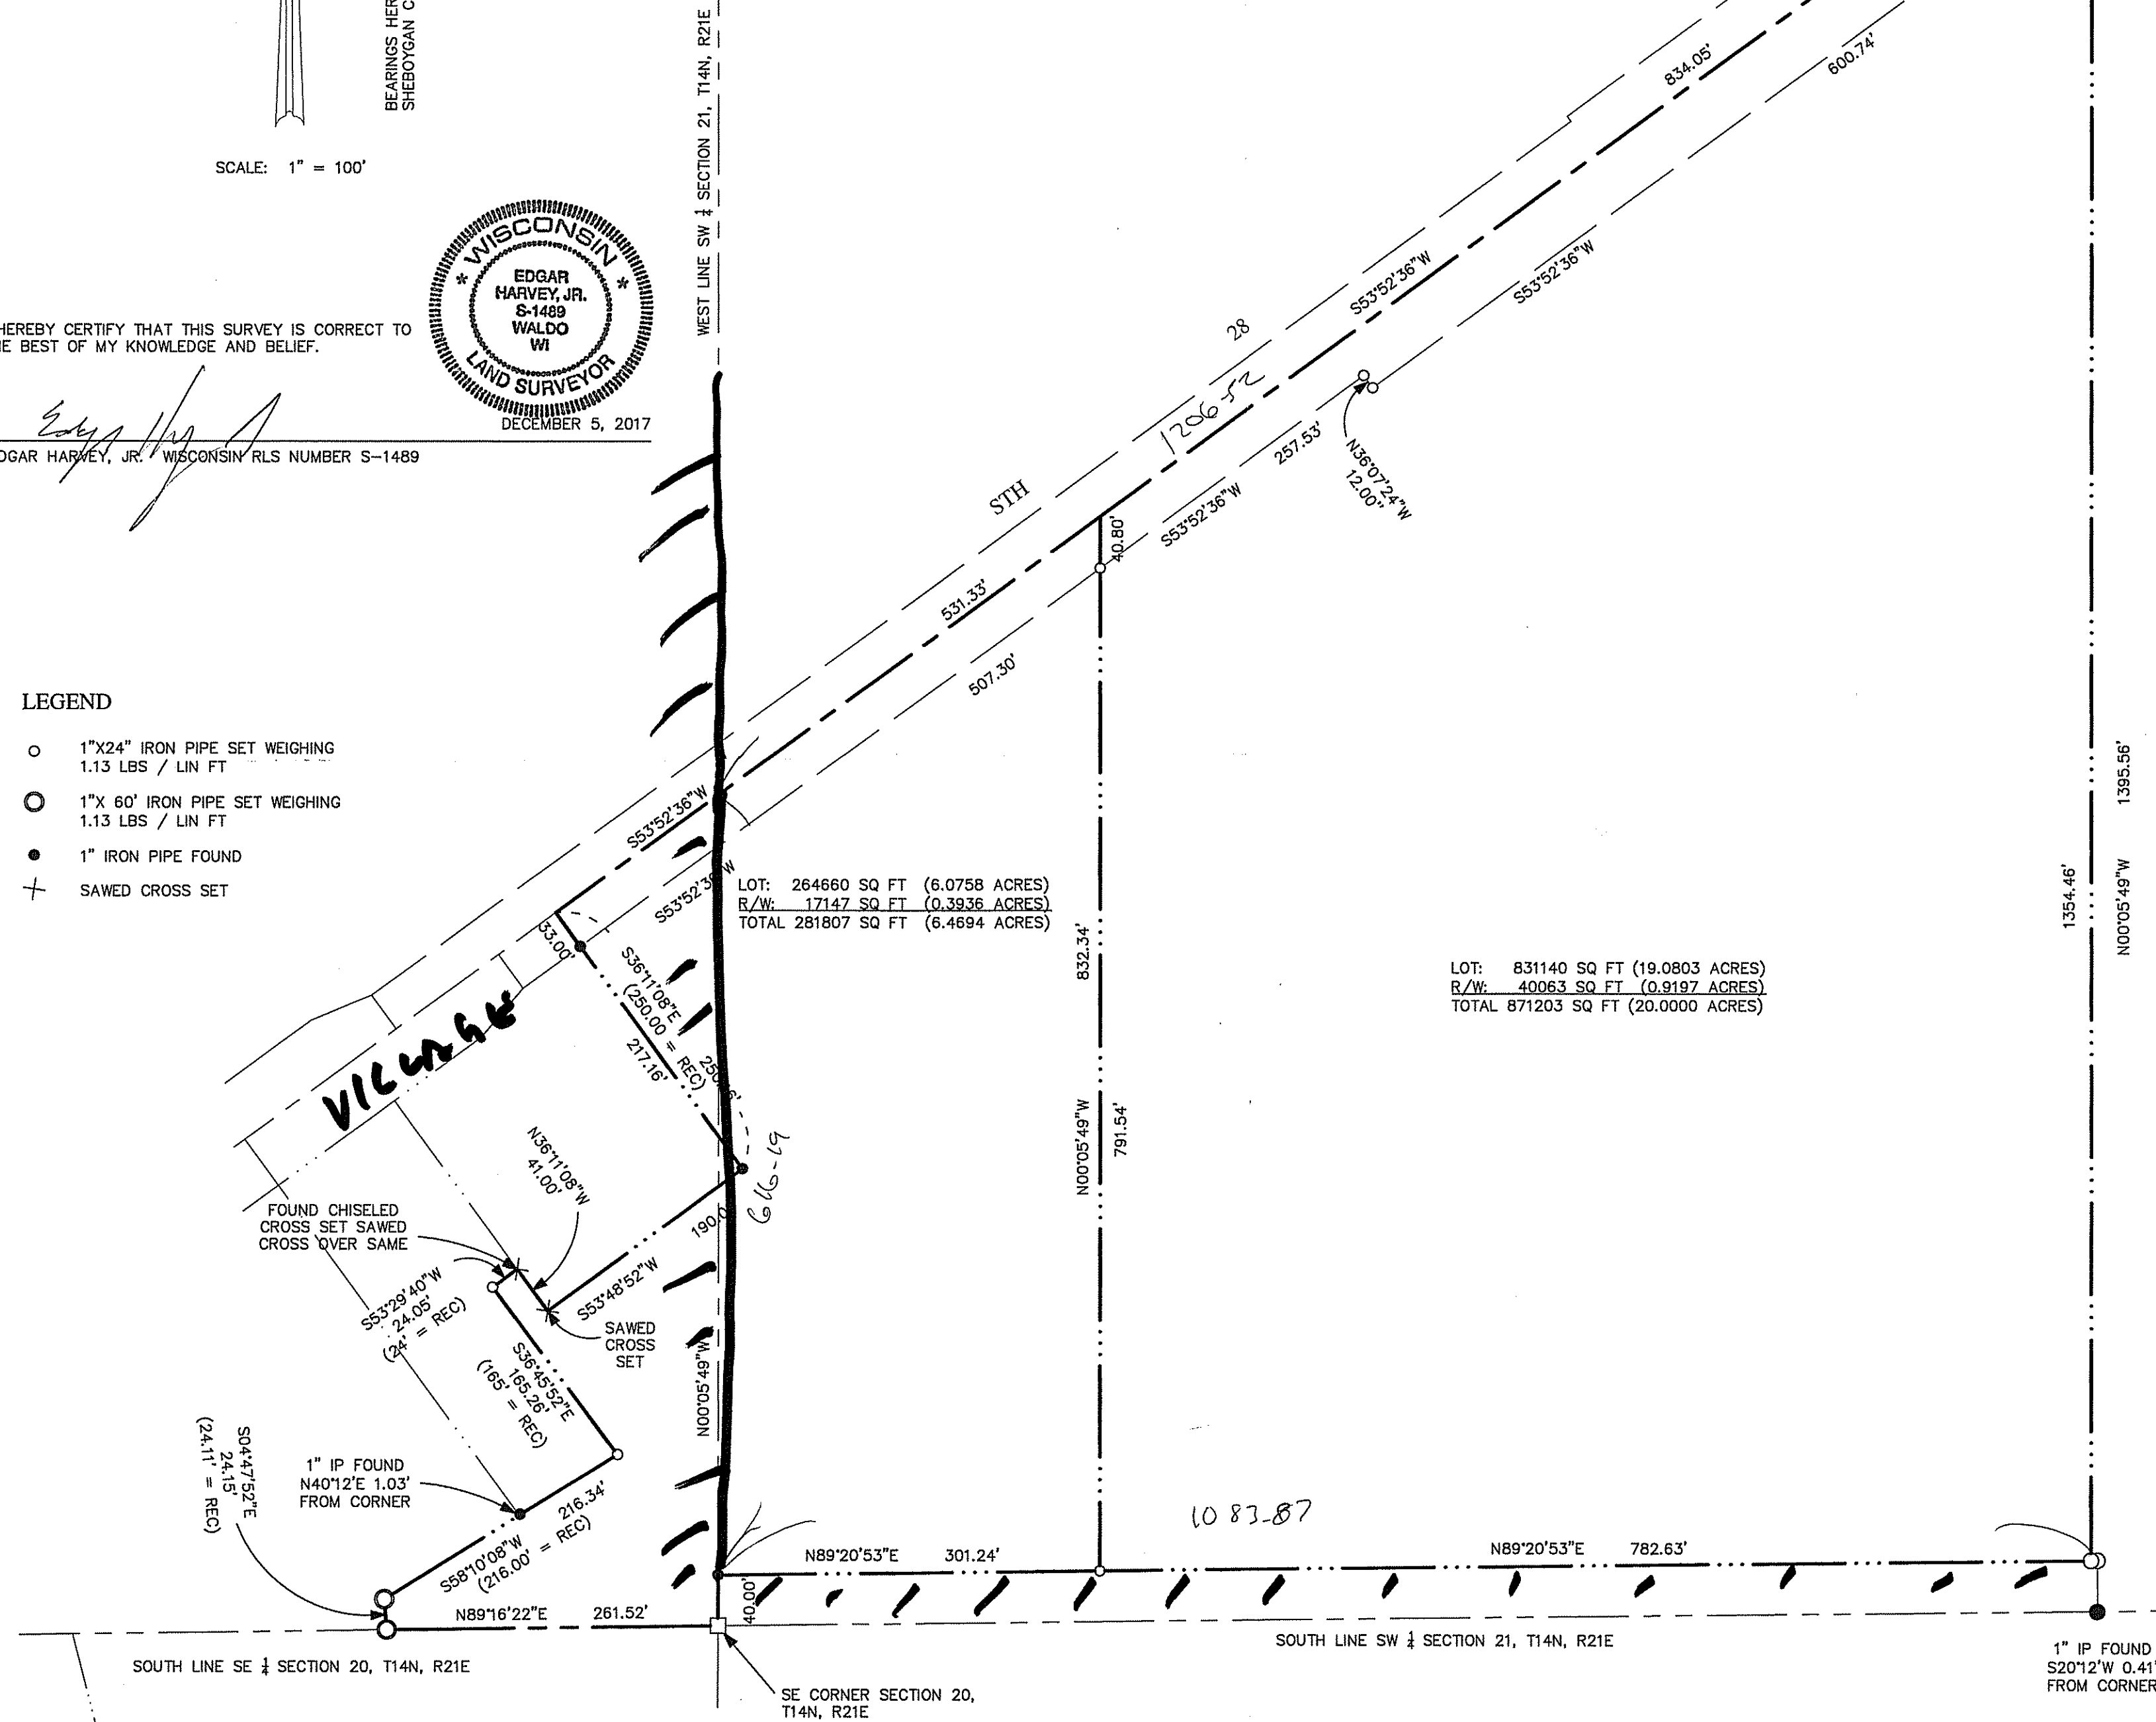 BEARINGS HER
SHEBOYGAN C
SCALE: 1" = 100'
WISCONSIN
EDGAR
HARVEY, JR.
S-1489
WALDO
WI
LAND SURVEYOR
DECEMBER 5, 2017
HEREBY CERTIFY THAT THIS SURVEY IS CORRECT TO
E BEST OF MY KNOWLEDGE AND BELIEF.
DGAR HARVEY, JR. WISCONSIN RLS NUMBER S-1489
LEGEND
1"X24" IRON PIPE SET WEIGHING
1.13 LBS / LIN FT
1"X 60' IRON PIPE SET WEIGHING
1.13 LBS / LIN FT
1" IRON PIPE FOUND
SAWED CROSS SET
WEST LINE SW ¼ SECTION 21, T14N, R21E
834.05'
600.74'
S53°52'36"W
S53°52'36"W
28
1206-52
STH
257.53'
S53°52'36"W
N36°07'24"W
12.00"
40.80'
531.33'
507.30'
S53°52'36"W
S53°52'36"W
LOT: 264660 SQ FT (6.0758 ACRES)
R/W: 17147 SQ FT (0.3936 ACRES)
TOTAL 281807 SQ FT (6.4694 ACRES)
LOT: 831140 SQ FT (19.0803 ACRES)
R/W: 40063 SQ FT (0.9197 ACRES)
TOTAL 871203 SQ FT (20.0000 ACRES)
832.34'
N00°05'49"W
791.54'
1354.46'
1395.56'
N00°05'49"W
33.00'
S36°11'08"E
(250.00 = REC)
217.16'
VILLAGE
616-19
190.0
S53°48'52"W
N36°11'08"W
41.00'
FOUND CHISELED
CROSS SET SAWED
CROSS OVER SAME
S53°29'40"W
24.05'
(24' = REC)
SAWED
CROSS
SET
S36°45'52"E
165.26'
(165' = REC)
N00°05'49"W
S04°47'52"E
24.15'
(24.11' = REC)
1" IP FOUND
N40°12'E 1.03'
FROM CORNER
216.34'
S58°10'08"W
(216.00' = REC)
N89°16'22"E 261.52'
40.00'
1083-87
N89°20'53"E 301.24'
N89°20'53"E 782.63'
SOUTH LINE SE ¼ SECTION 20, T14N, R21E
SOUTH LINE SW ¼ SECTION 21, T14N, R21E
SE CORNER SECTION 20,
T14N, R21E
1" IP FOUND
S20°12'W 0.41'
FROM CORNER